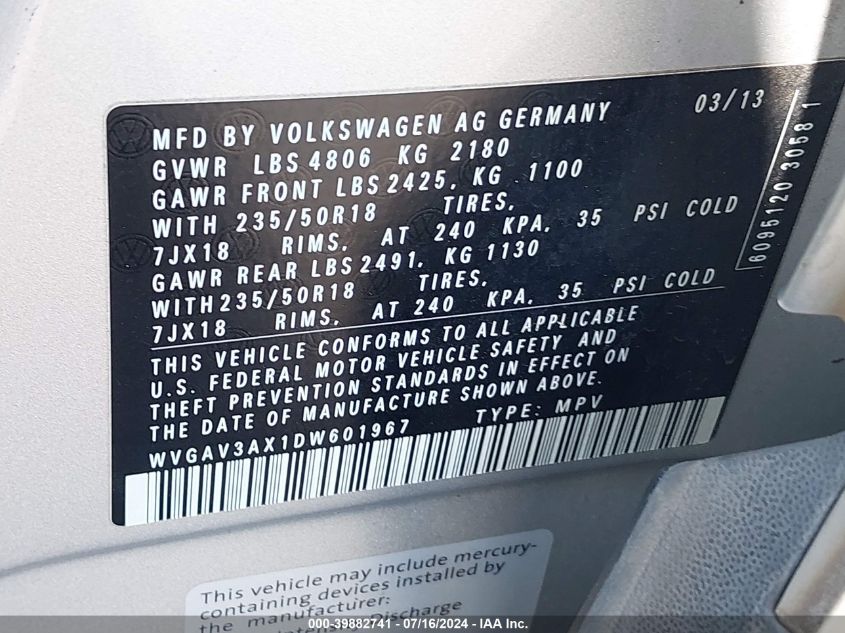 MFD BY VOLKSWAGEN AG GERMANY 03/13
GVWR LBS 4806 KG 2180
GAWR FRONT LBS 2425, KG 1100
WITH 235/50R18 TIRES,
7JX18 RIMS, AT 240 KPA, 35 PSI COLD
GAWR REAR LBS 2491, KG 1130
WITH 235/50R18 TIRES,
7JX18 RIMS, AT 240 KPA, 35 PSI COLD
THIS VEHICLE CONFORMS TO ALL APPLICABLE
U.S. FEDERAL MOTOR VEHICLE SAFETY AND
THEFT PREVENTION STANDARDS IN EFFECT ON
THE DATE OF MANUFACTURE SHOWN ABOVE.
WVGAV3AX1DW601967 TYPE: MPV
6095120 30581
This vehicle may include mercury-
containing devices installed by
the manufacturer:
Discharge
000-39882741 - 07/16/2024 - IAA Inc.